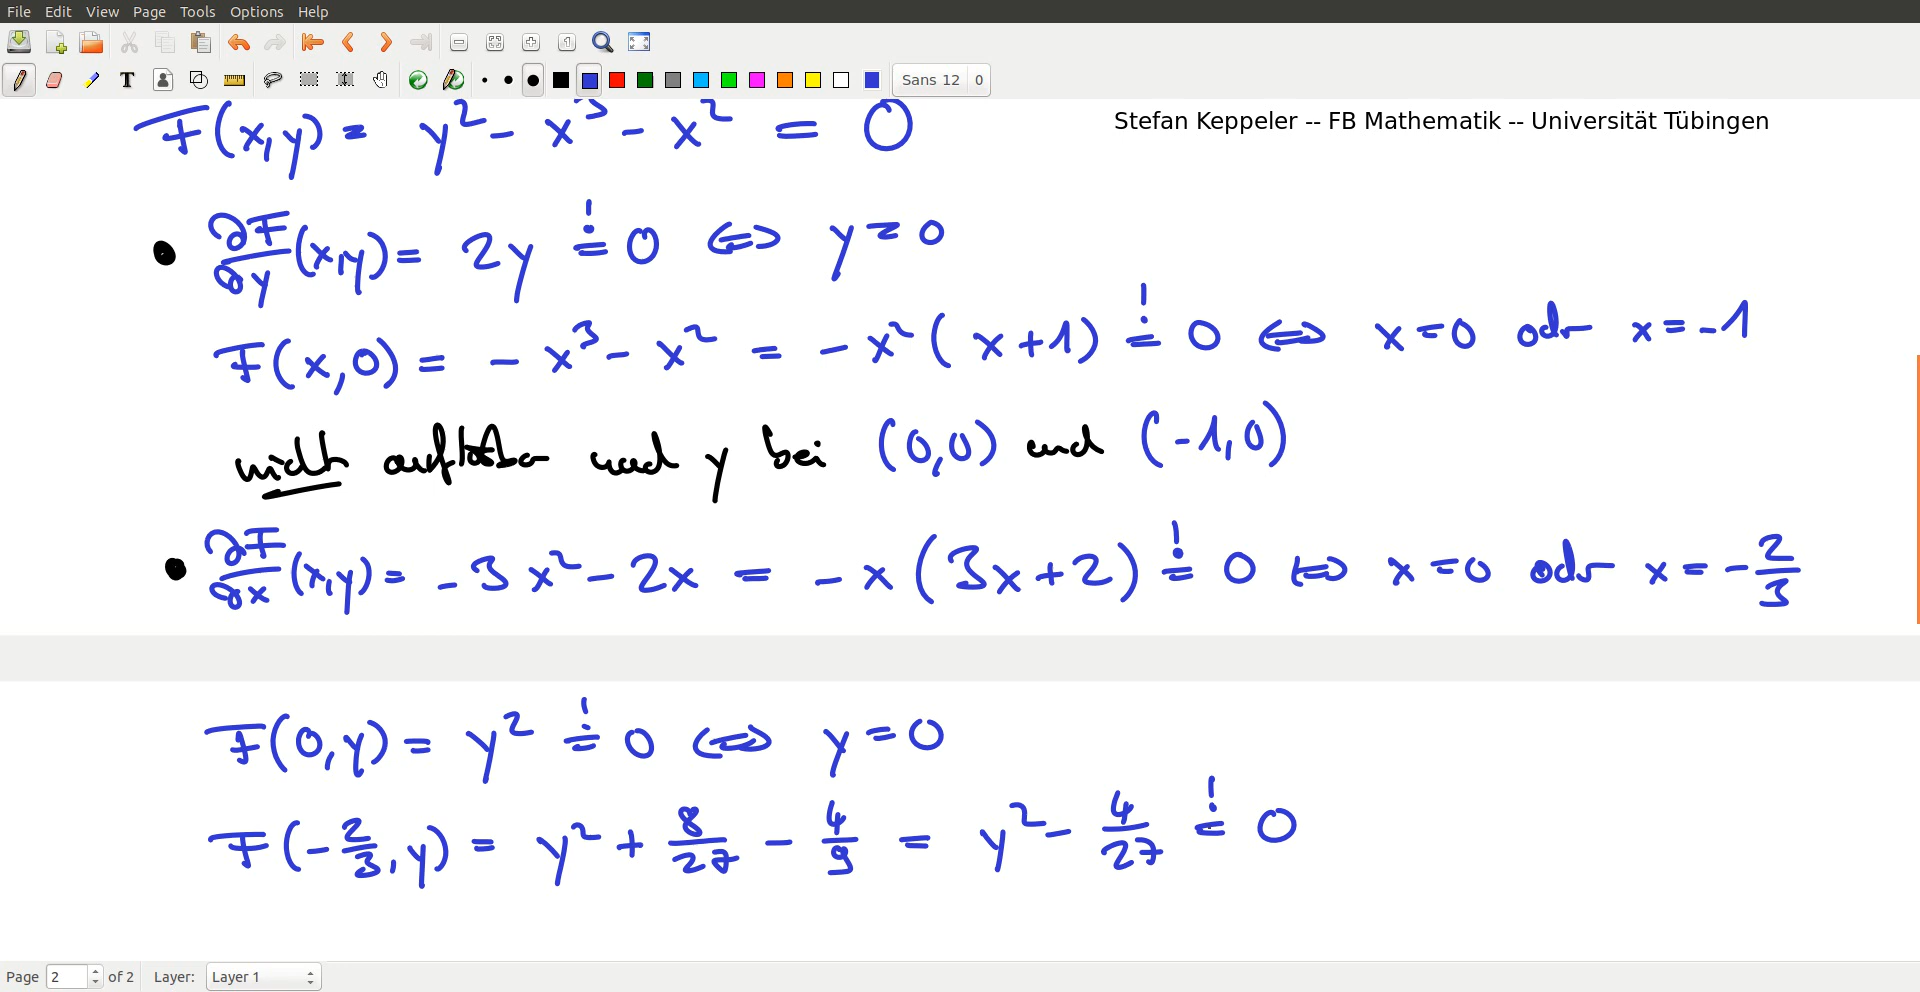 File Edit View Page Tools Options Help
Sans 12 0
F(x,y) = y² - x³ - x² = 0
Stefan Keppeler -- FB Mathematik -- Universität Tübingen
• ∂F/∂y (x,y) = 2y =! 0 ⇔ y = 0
F(x,0) = - x³ - x² = - x² (x+1) =! 0 ⇔ x = 0 oder x = -1
nicht auflösbar nach y bei (0,0) und (-1,0)
• ∂F/∂x (x,y) = - 3x² - 2x = - x (3x+2) =! 0 ⇔ x = 0 oder x = - 2/3
F(0,y) = y² =! 0 ⇔ y = 0
F(-2/3, y) = y² + 8/27 - 4/9 = y² - 4/27 =! 0
Page 2 of 2 Layer: Layer 1